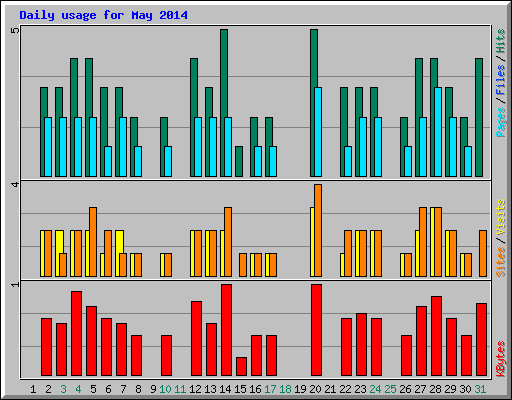 Daily usage for May 2014
5
Pages/Files/Hits
4
Sites/Visits
1
KBytes
1 2 3 4 5 6 7 8 9 10 11 12 13 14 15 16 17 18 19 20 21 22 23 24 25 26 27 28 29 30 31